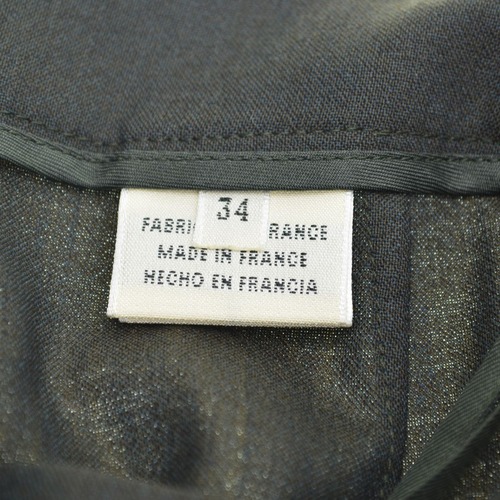 34
FABRI RANCE
MADE IN FRANCE
HECHO EN FRANCIA